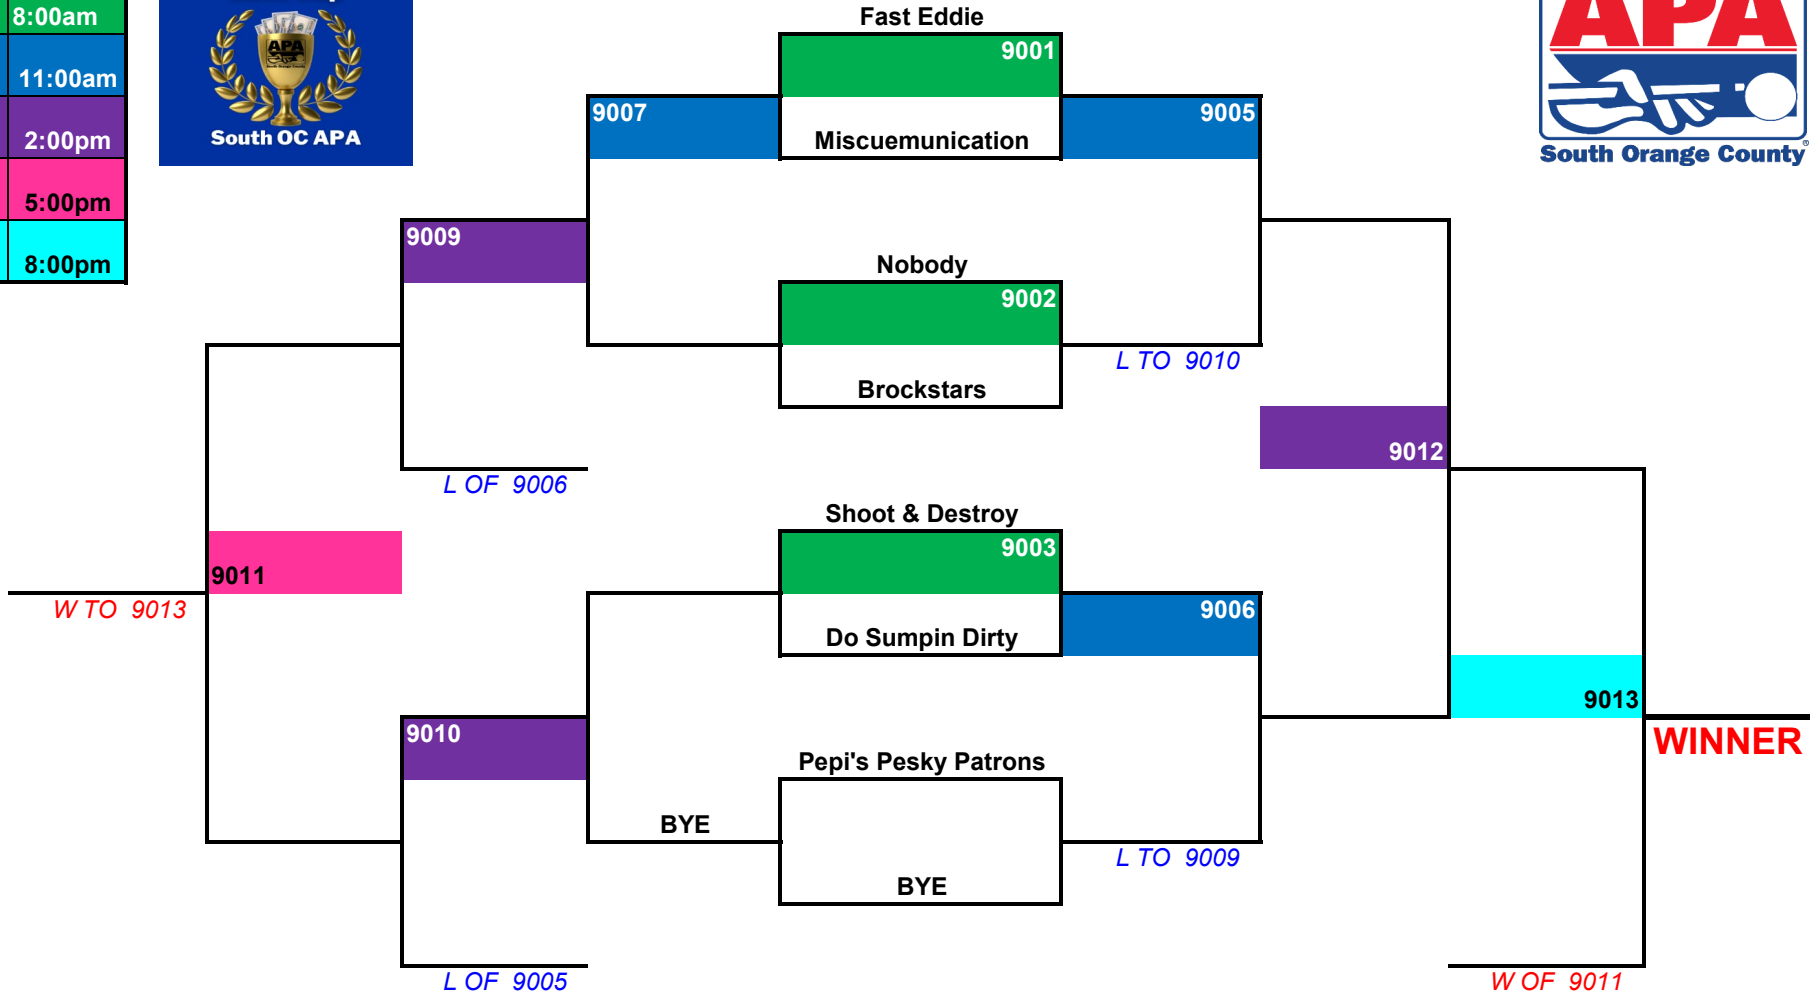 8:00am
11:00am
2:00pm
5:00pm
8:00pm
APA
South OC APA
APA
South Orange County
Fast Eddie
9001
Miscuemunication
9007
9005
9009
Nobody
9002
Brockstars
L TO 9010
9012
L OF 9006
Shoot & Destroy
9003
9011
W TO 9013
Do Sumpin Dirty
9006
9013
WINNER
9010
Pepi's Pesky Patrons
BYE
L TO 9009
BYE
L OF 9005
W OF 9011